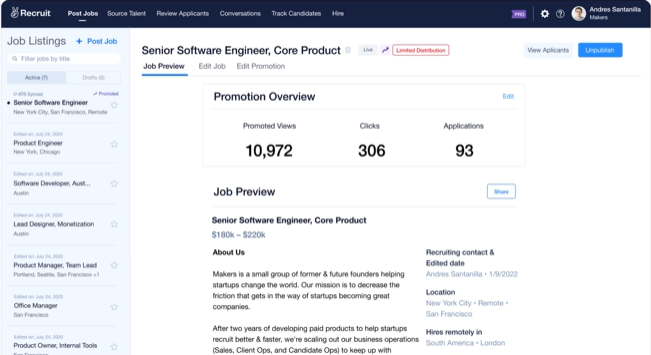 Recruit
Post Jobs
Source Talent
Review Applicants
Conversations
Track Candidates
Hire
PRO
Andres Santanilla
Makers
Job Listings
+ Post Job
Filter jobs by title
Active (7)
Drafts (6)
ATS Synced
Promoted
Senior Software Engineer
New York City, San Francisco, Remote
Edited on July 24, 2020
Product Engineer
New York, Chicago
Edited on July 24, 2020
Software Developer, Aust...
Austin
Edited on July 24, 2020
Lead Designer, Monetization
Austin
Edited on July 24, 2020
Product Manager, Team Lead
Portland, Seattle, San Francisco +1
Edited on July 24, 2020
Office Manager
San Francisco
Edited on July 24, 2020
Product Owner, Internal Tools
Senior Software Engineer, Core Product
Live
Limited Distribution
View Aplicants
Unpublish
Job Preview
Edit Job
Edit Promotion
Promotion Overview
Edit
Promoted Views
Clicks
Applications
10,972
306
93
Job Preview
Share
Senior Software Engineer, Core Product
$180k – $220k
About Us
Makers is a small group of former & future founders helping
startups change the world. Our mission is to decrease the
friction that gets in the way of startups becoming great
companies.
After two years of developing paid products to help startups
recruit better & faster, we're scaling out our business operations
(Sales, Client Ops, and Candidate Ops) to keep up with
Recruiting contact &
Edited date
Andres Santanilla • 1/9/2022
Location
New York City • Remote •
San Francisco
Hires remotely in
South America • London